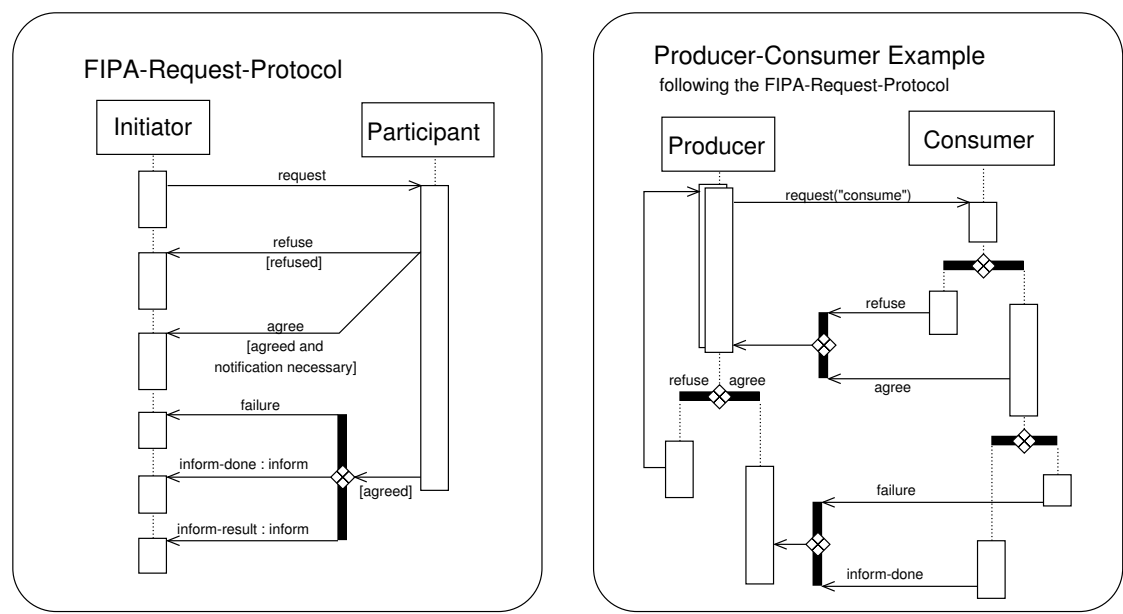 FIPA-Request-Protocol
Initiator
Participant
request
refuse
[refused]
agree
[agreed and
notification necessary]
failure
inform-done : inform
[agreed]
inform-result : inform
Producer-Consumer Example
following the FIPA-Request-Protocol
Producer
Consumer
request("consume")
refuse
refuse
agree
agree
failure
inform-done